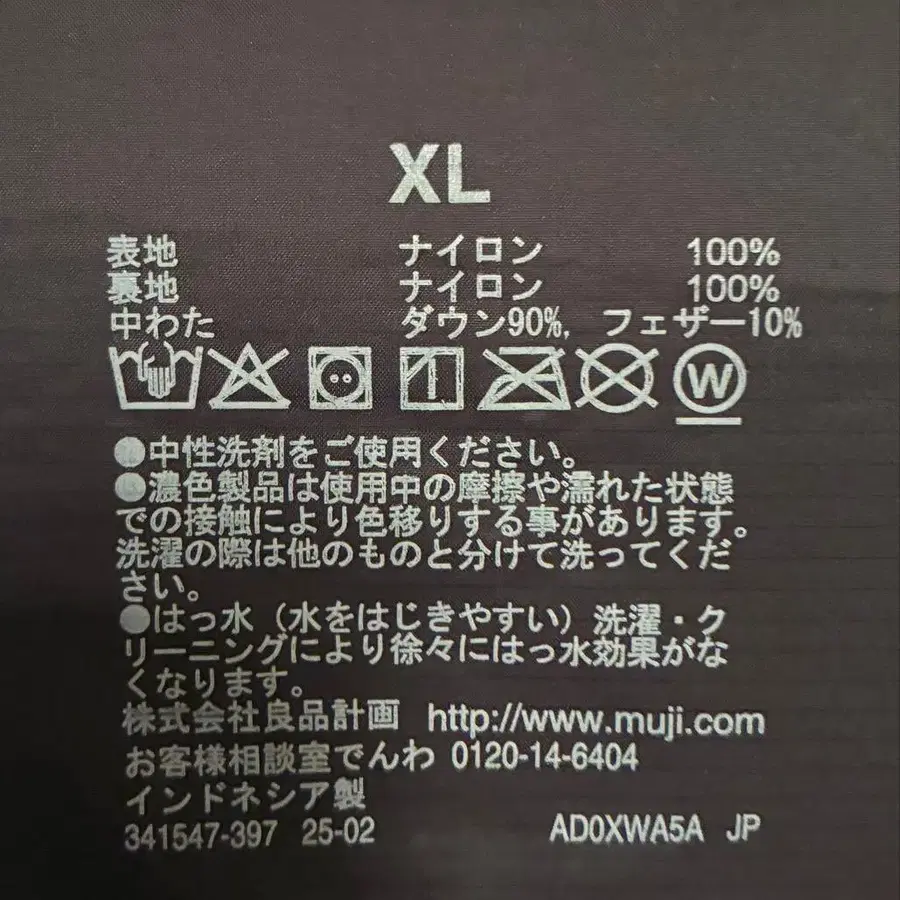 XL
表地 ナイロン 100%
裏地 ナイロン 100%
中わた ダウン90%, フェザー10%
W
●中性洗剤をご使用ください。
●濃色製品は使用中の摩擦や濡れた状態
での接触により色移りする事があります。
洗濯の際は他のものと分けて洗ってくだ
さい。
●はっ水（水をはじきやすい）洗濯・ク
リーニングにより徐々にはっ水効果がな
くなります。
株式会社良品計画 http://www.muji.com
お客様相談室でんわ 0120-14-6404
インドネシア製
341547-397 25-02 AD0XWA5A JP